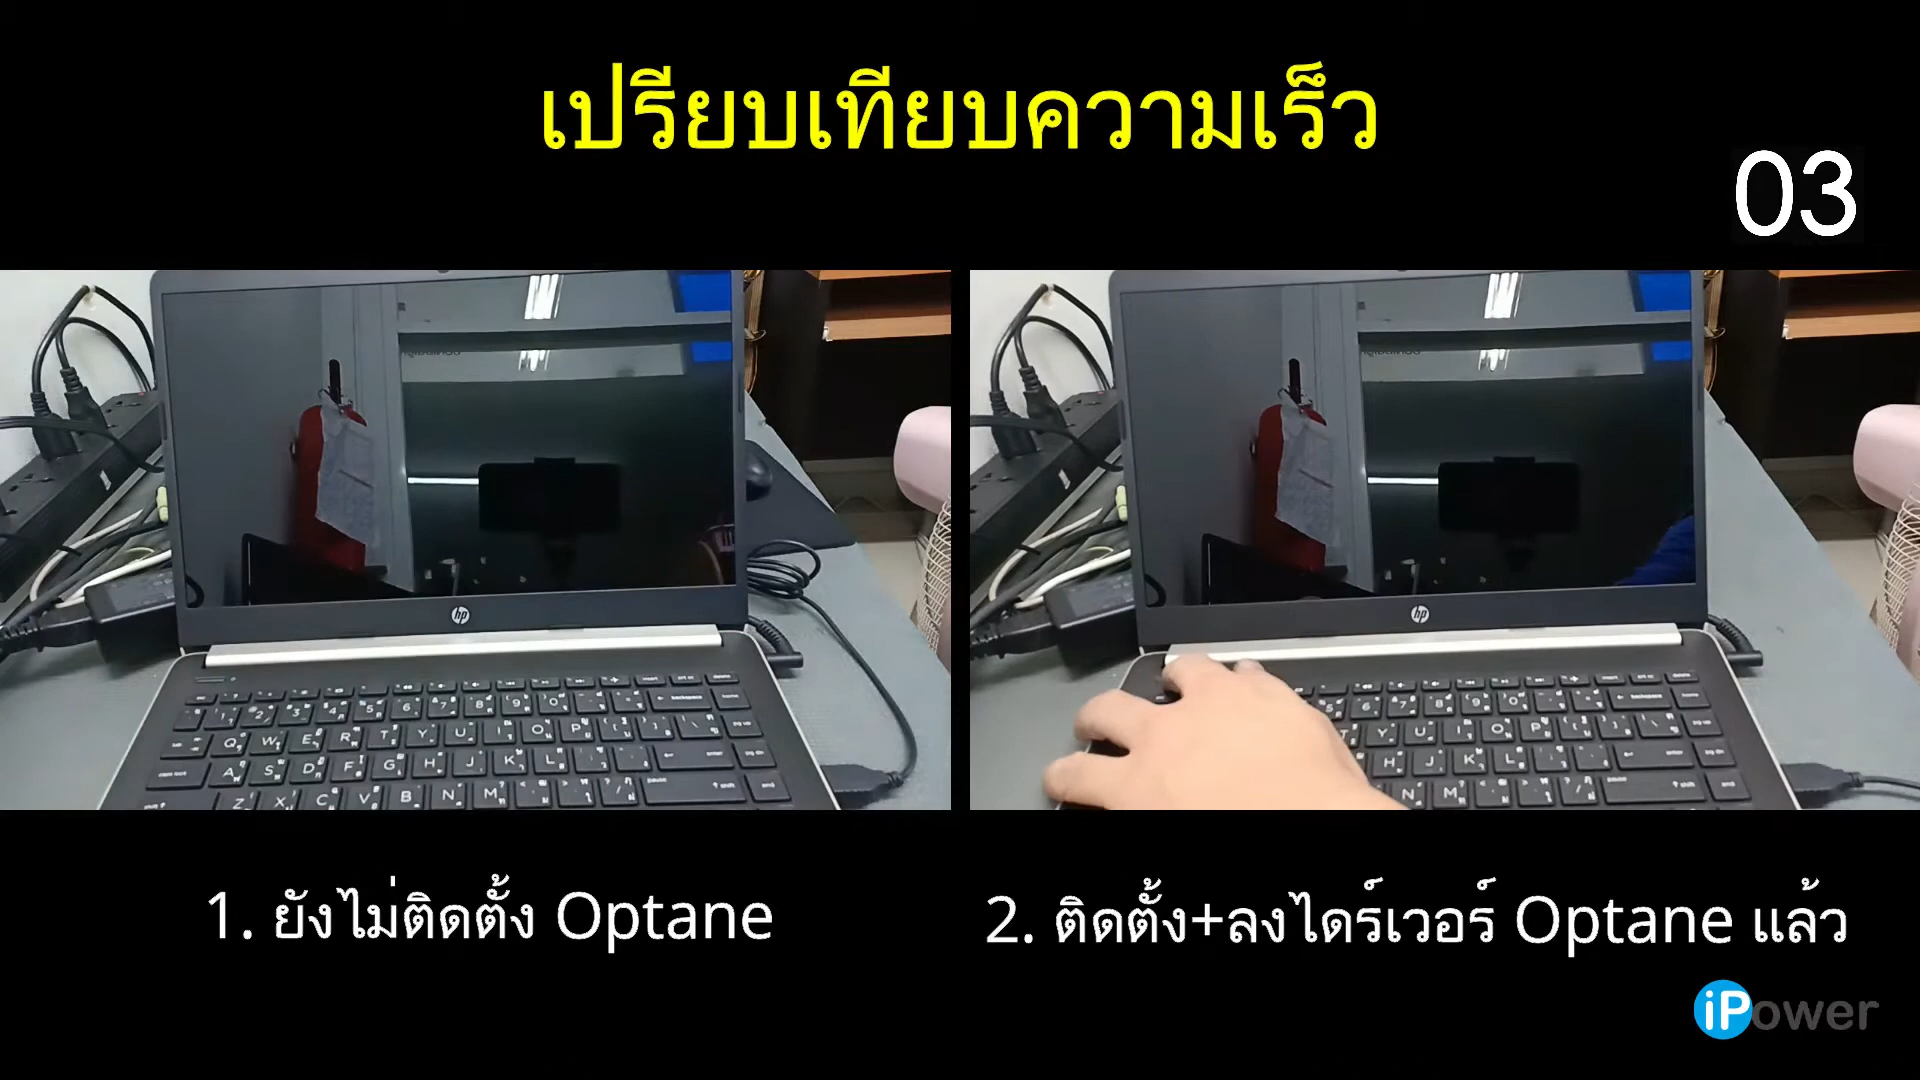 เปรียบเทียบความเร็ว
03
hp
hp
1. ยังไม่ติดตั้ง Optane
2. ติดตั้ง+ลงไดร์เวอร์ Optane แล้ว
iPower